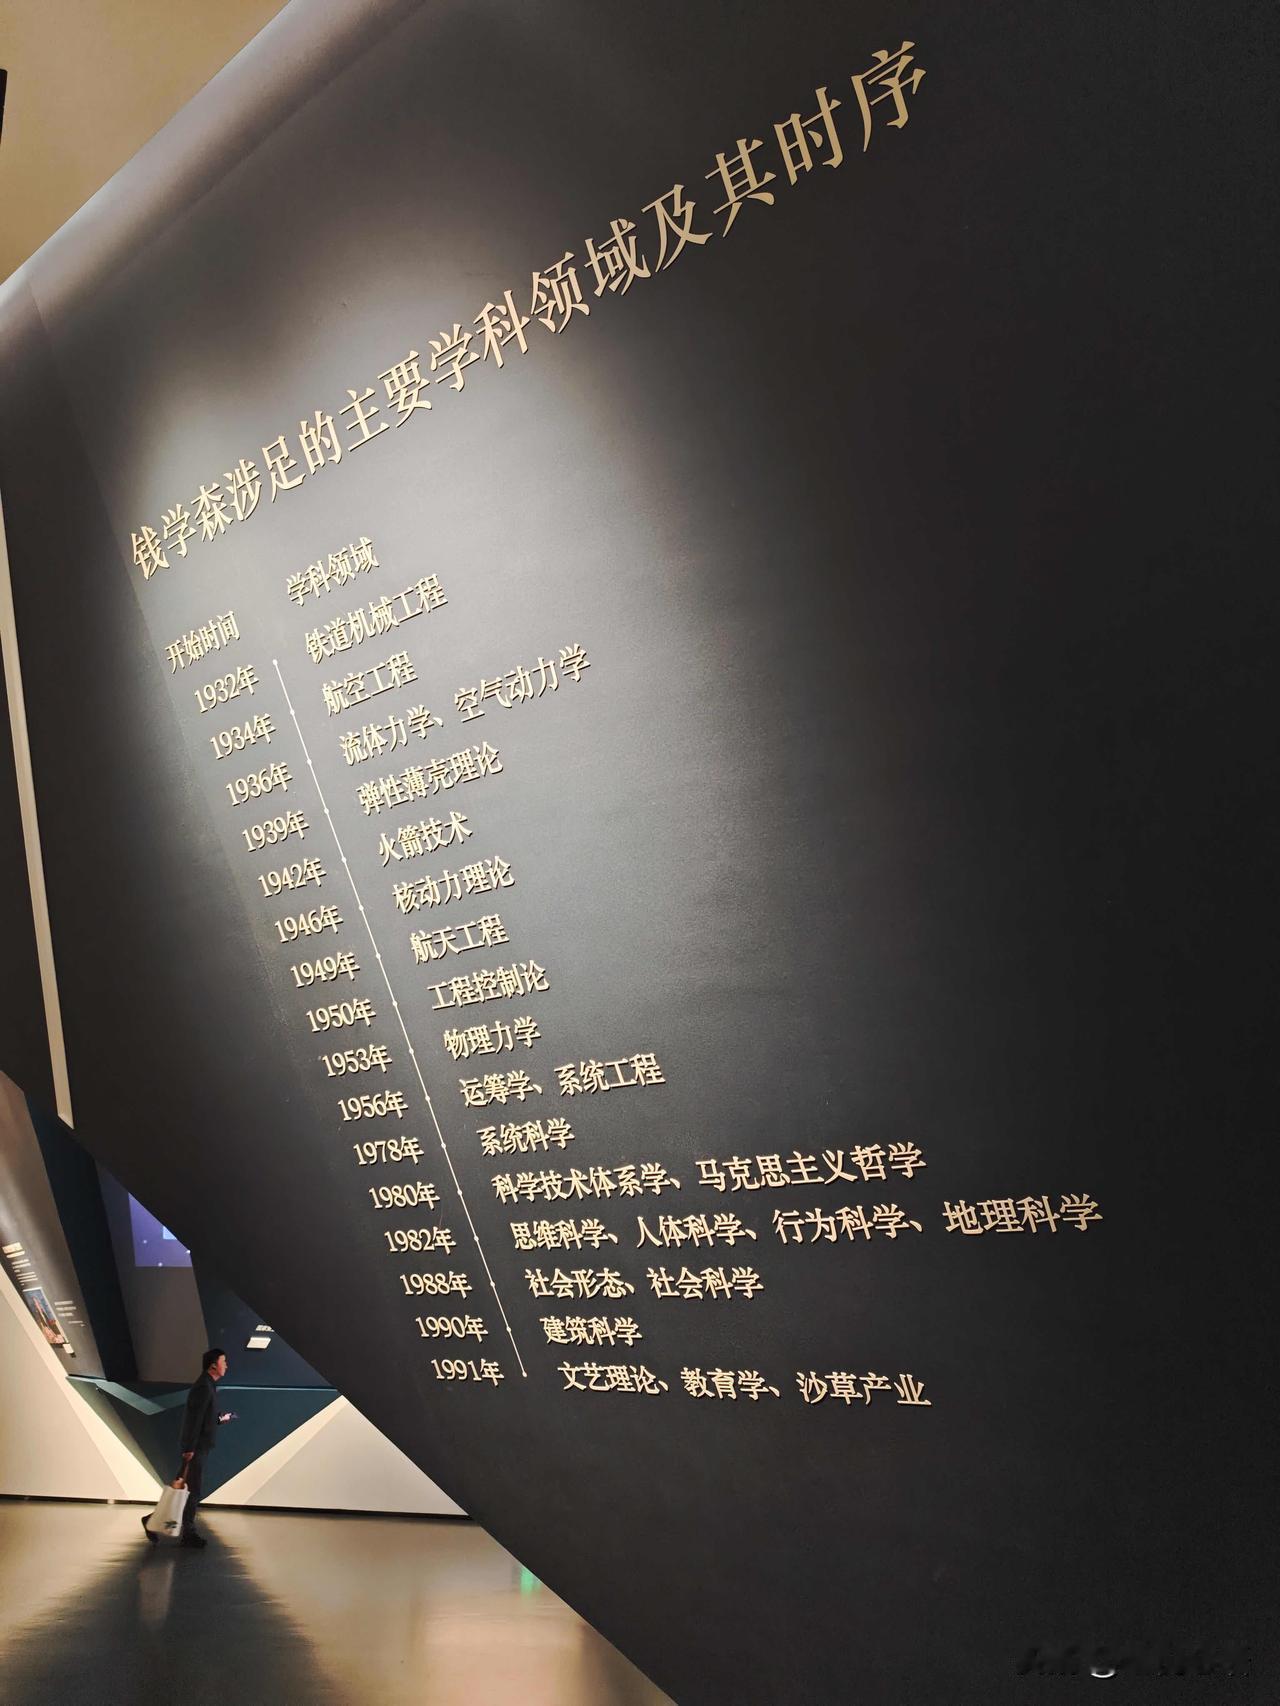 钱学森涉足的主要学科领域及其时序
开始时间 学科领域
1932年 铁道机械工程
1934年 航空工程
1936年 流体力学、空气动力学
1939年 弹性薄壳理论
1942年 火箭技术
1946年 核动力理论
1949年 航天工程
1950年 工程控制论
1953年 物理力学
1956年 运筹学、系统工程
1978年 系统科学
1980年 科学技术体系学、马克思主义哲学
1982年 思维科学、人体科学、行为科学、地理科学
1988年 社会形态、社会科学
1990年 建筑科学
1991年 文艺理论、教育学、沙草产业